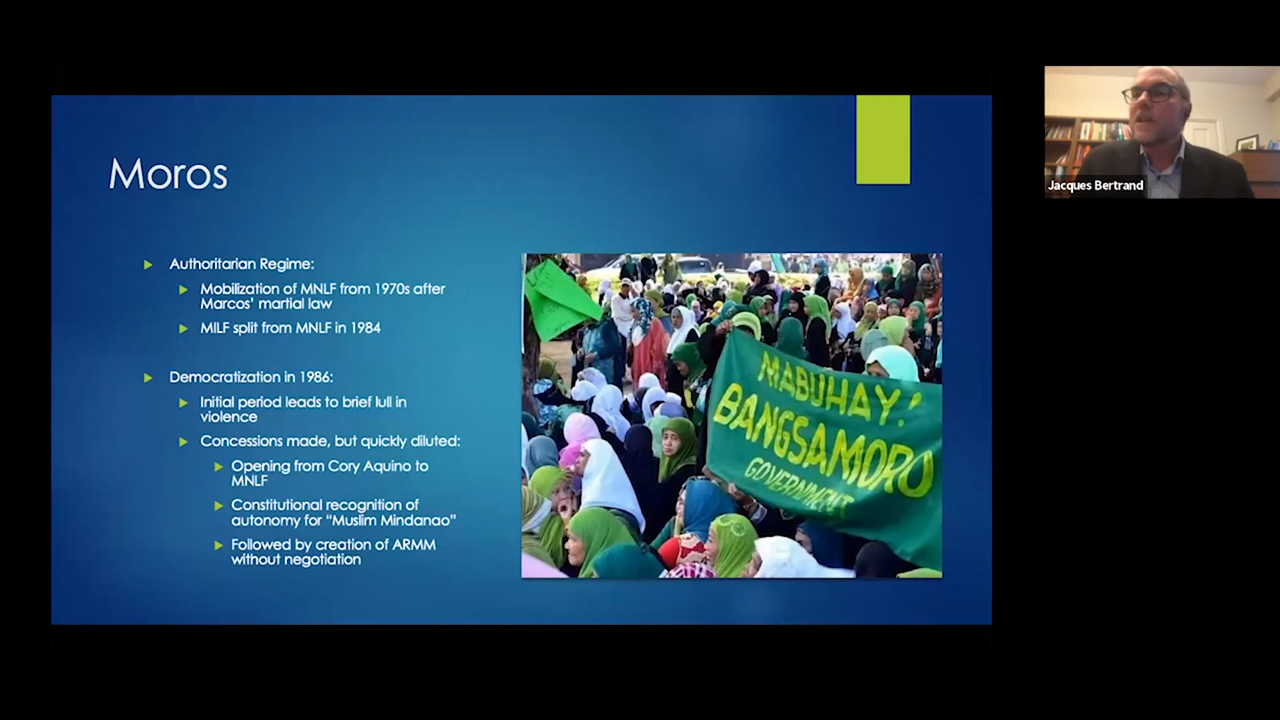 Moros
Authoritarian Regime:
Mobilization of MNLF from 1970s after
Marcos’ martial law
MILF split from MNLF in 1984
Democratization in 1986:
Initial period leads to brief lull in
violence
Concessions made, but quickly diluted:
Opening from Cory Aquino to
MNLF
Constitutional recognition of
autonomy for “Muslim Mindanao”
Followed by creation of ARMM
without negotiation
MABUHAY!
BANGSAMORO
GOVERNMENT
Jacques Bertrand